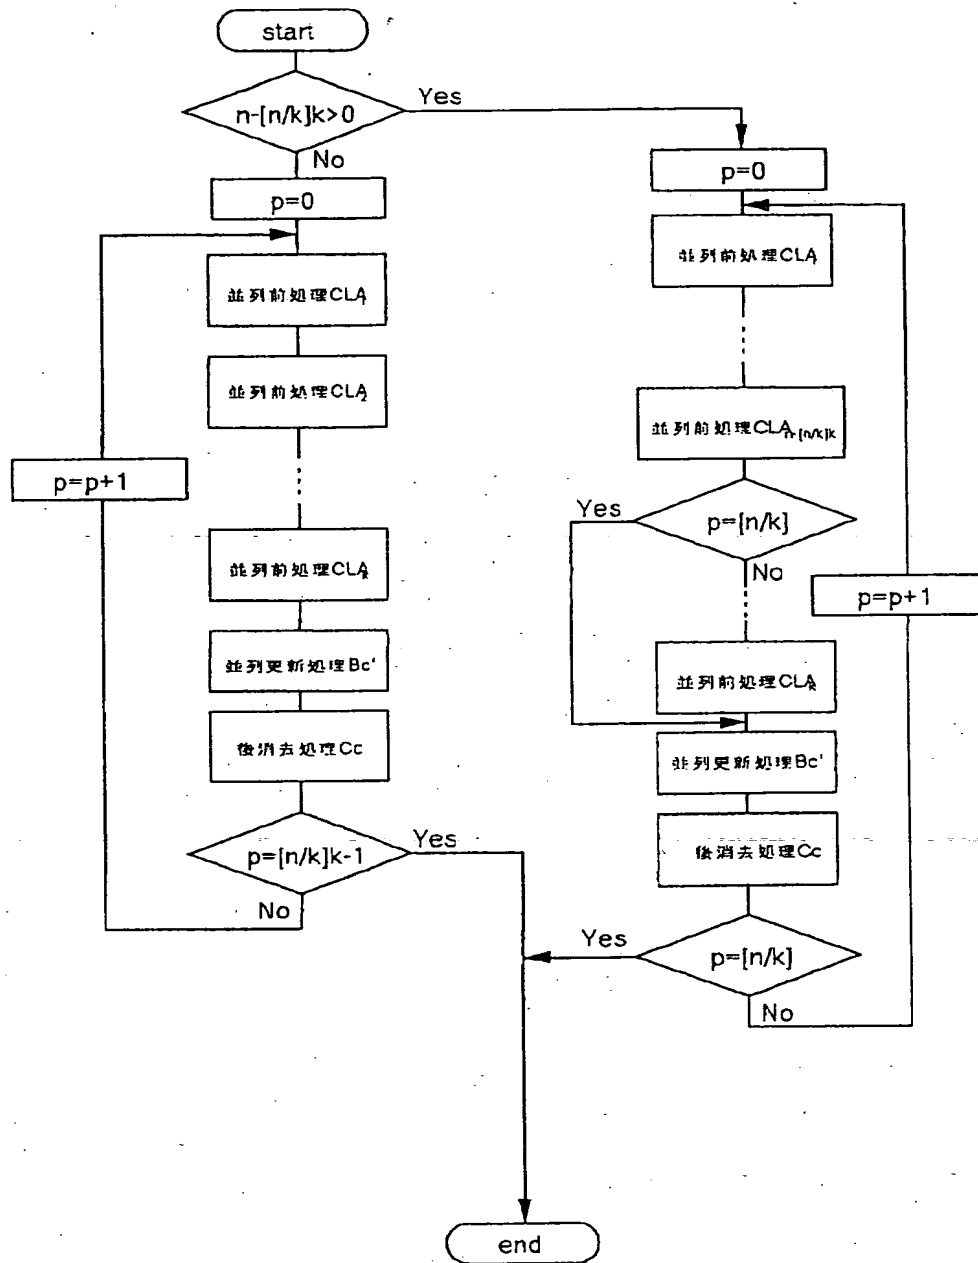 start
n-[n/k]k>0
Yes
No
p=0
並列前処理CLA₁
並列前処理CLA₂
p=p+1
並列前処理CLAₖ
並列更新処理Bc'
後消去処理Cc
p=[n/k]k-1
Yes
No
p=0
並列前処理CLA₁
並列前処理CLAn-[n/k]k
p=[n/k]
Yes
No
p=p+1
並列前処理CLAₖ
並列更新処理Bc'
後消去処理Cc
p=[n/k]
Yes
No
end